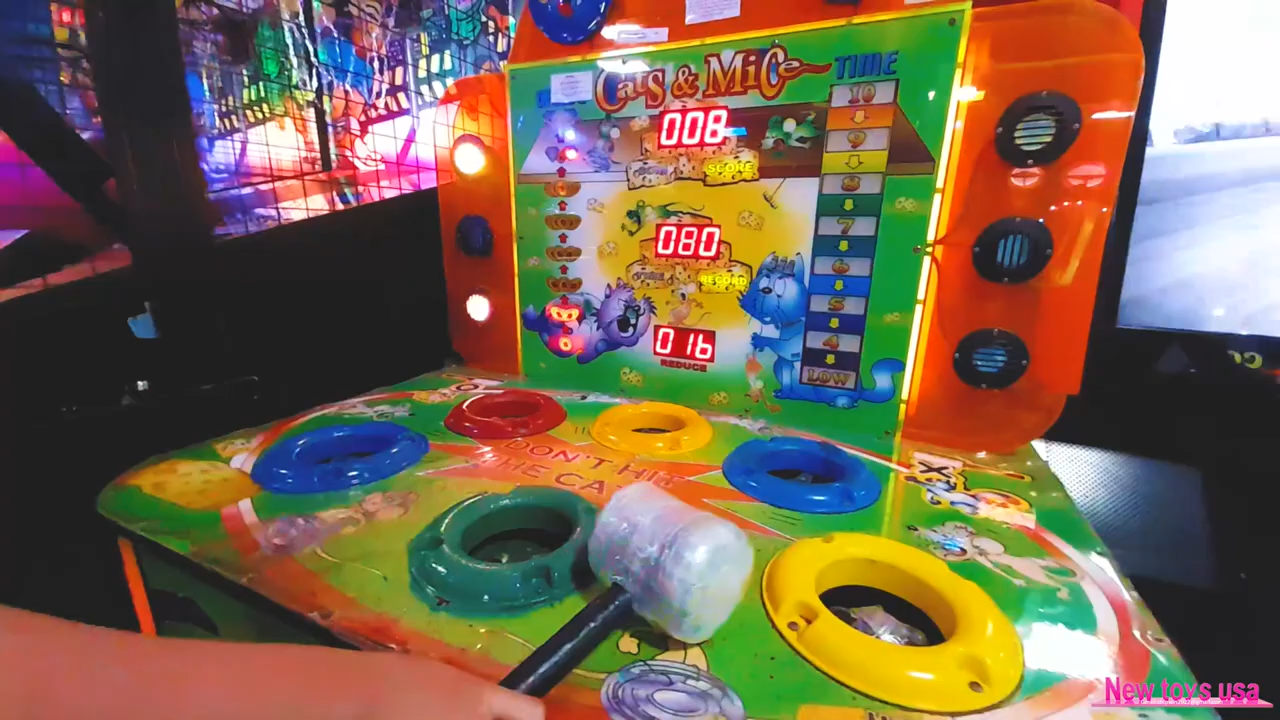 Cats & Mice
TIME
10
9
8
7
6
5
4
LOW
008
SCORE
080
RECORD
016
REDUCE
DON'T HIT
THE CAT
New toys usa